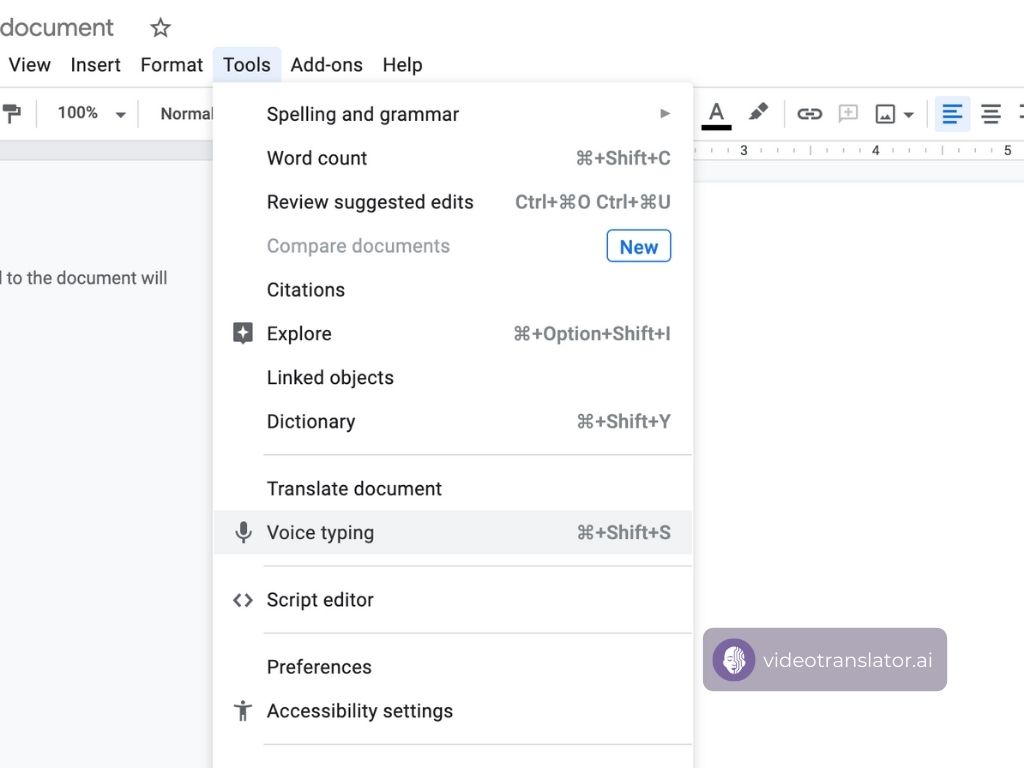 document
View Insert Format Tools Add-ons Help
100% Normal A
Spelling and grammar
3 4 5
Word count ⌘+Shift+C
Review suggested edits Ctrl+⌘O Ctrl+⌘U
Compare documents New
to the document will
Citations
Explore ⌘+Option+Shift+I
Linked objects
Dictionary ⌘+Shift+Y
Translate document
Voice typing ⌘+Shift+S
Script editor
videotranslator.ai
Preferences
Accessibility settings